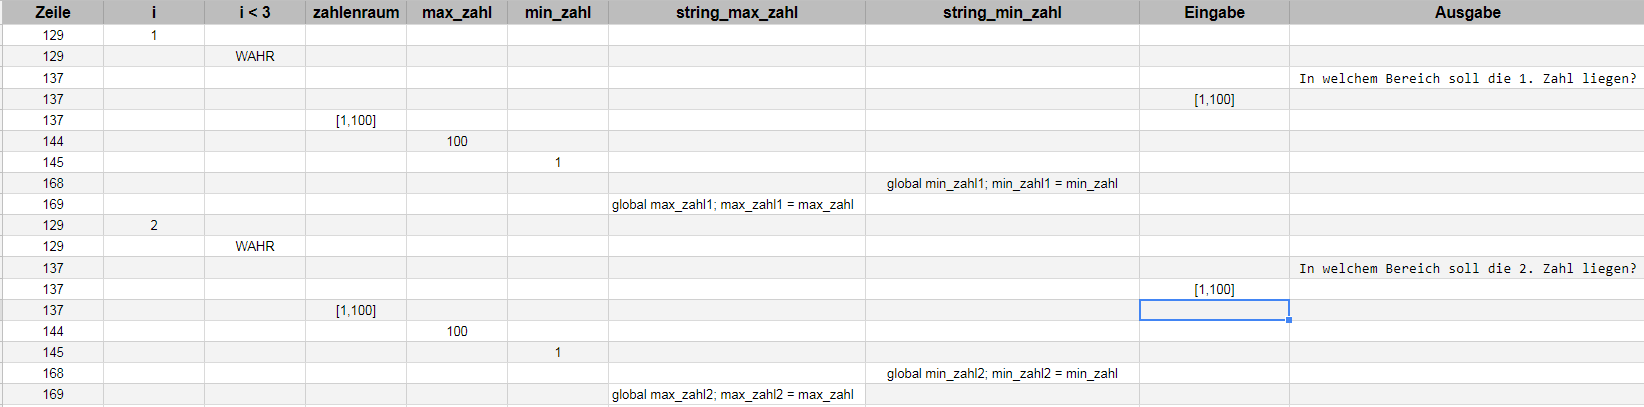 Zeile i i < 3 zahlenraum max_zahl min_zahl string_max_zahl string_min_zahl Eingabe Ausgabe
129 1
129 WAHR
137 In welchem Bereich soll die 1. Zahl liegen?
137 [1,100]
137 [1,100]
144 100
145 1
168 global min_zahl1; min_zahl1 = min_zahl
169 global max_zahl1; max_zahl1 = max_zahl
129 2
129 WAHR
137 In welchem Bereich soll die 2. Zahl liegen?
137 [1,100]
137 [1,100]
144 100
145 1
168 global min_zahl2; min_zahl2 = min_zahl
169 global max_zahl2; max_zahl2 = max_zahl